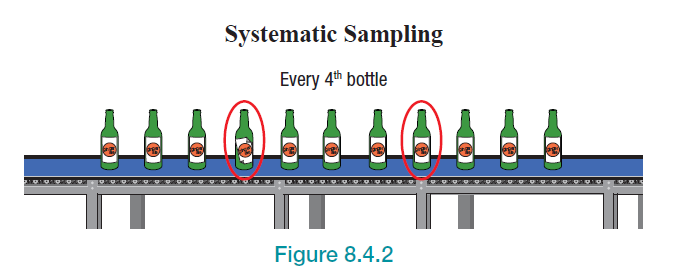 Systematic Sampling
Every 4th bottle
Figure 8.4.2